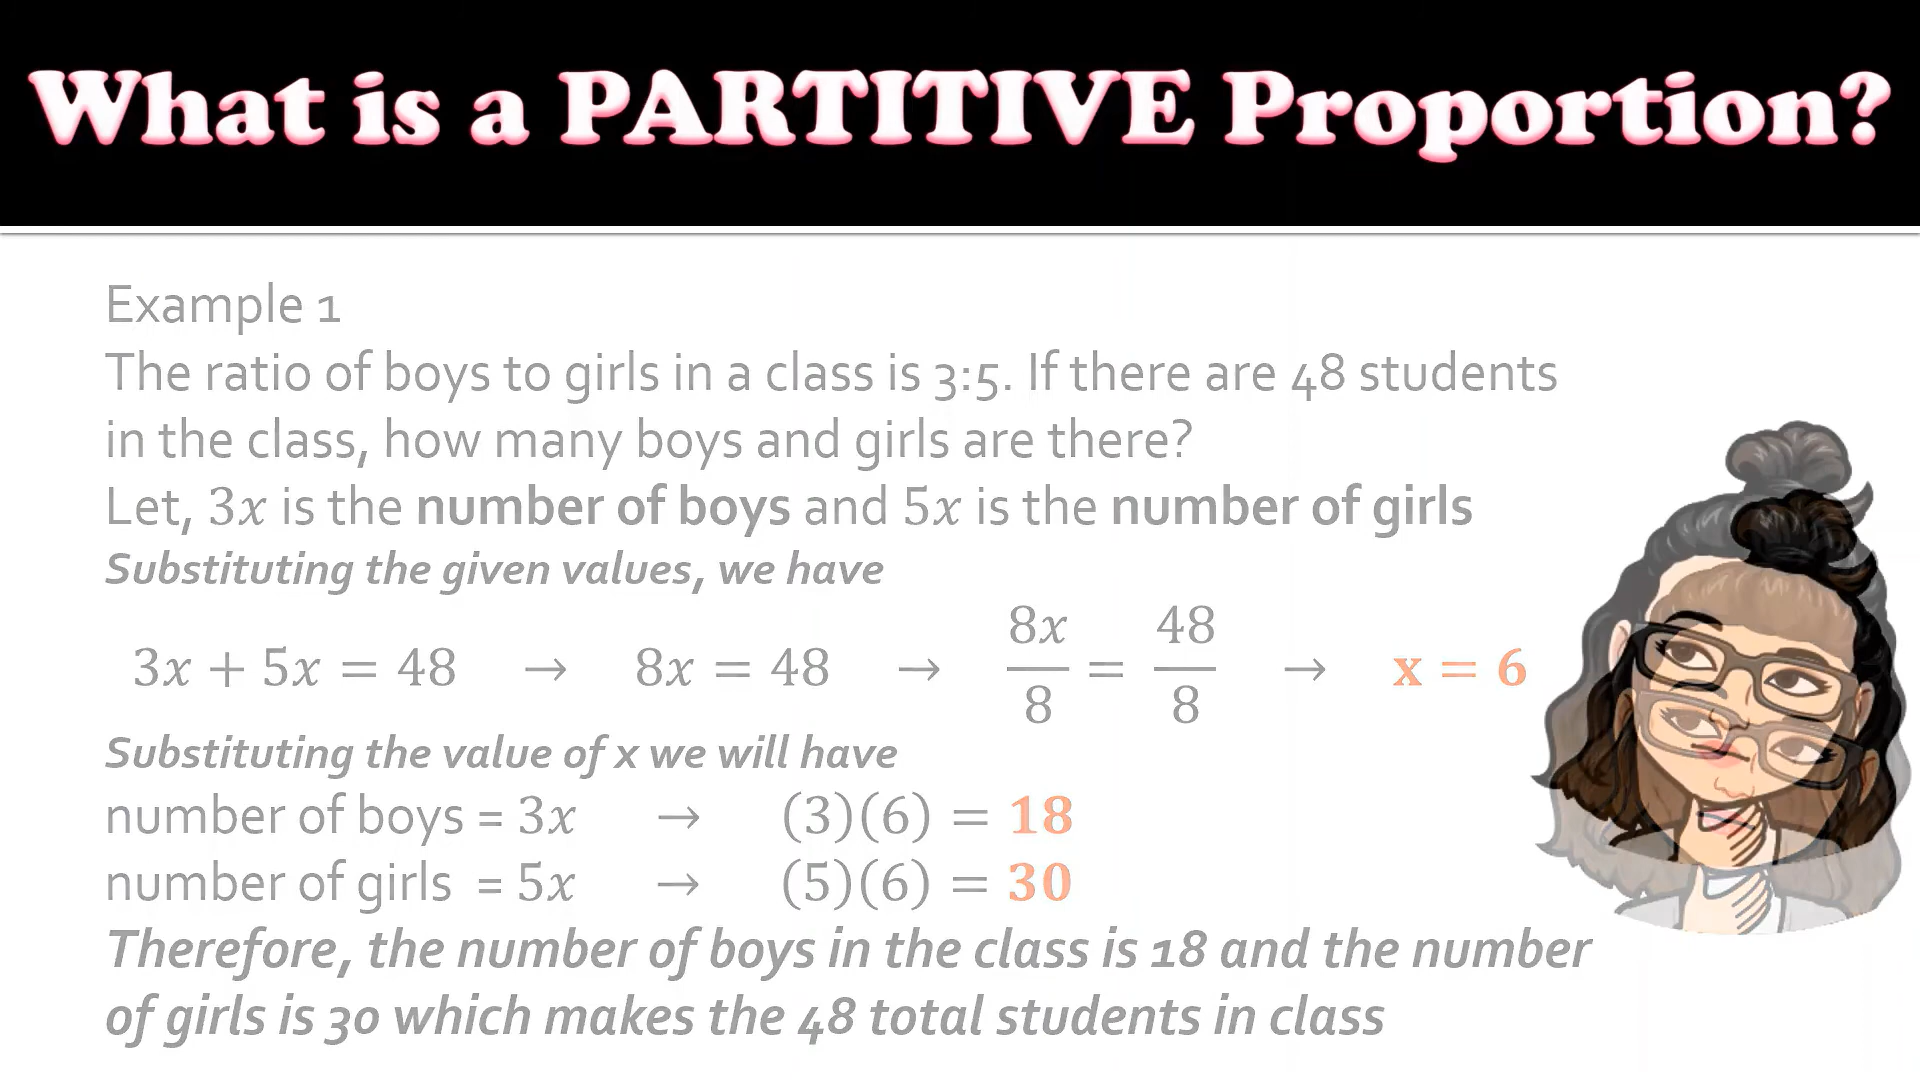 What is a PARTITIVE Proportion?
Example 1
The ratio of boys to girls in a class is 3:5. If there are 48 students
in the class, how many boys and girls are there?
Let, 3x is the number of boys and 5x is the number of girls
Substituting the given values, we have
3x + 5x = 48 → 8x = 48 → 8x/8 = 48/8 → x = 6
Substituting the value of x we will have
number of boys = 3x → (3)(6) = 18
number of girls = 5x → (5)(6) = 30
Therefore, the number of boys in the class is 18 and the number
of girls is 30 which makes the 48 total students in class